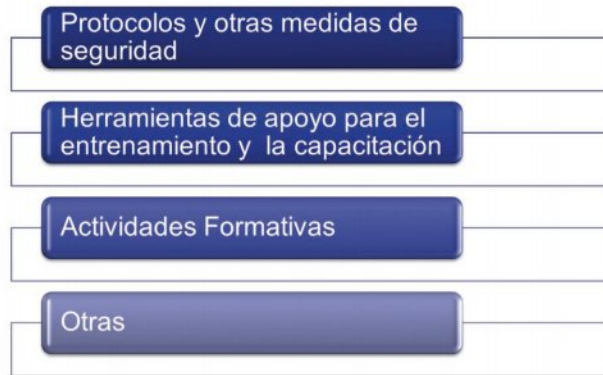 Protocolos y otras medidas de
seguridad
Herramientas de apoyo para el
entrenamiento y la capacitación
Actividades Formativas
Otras